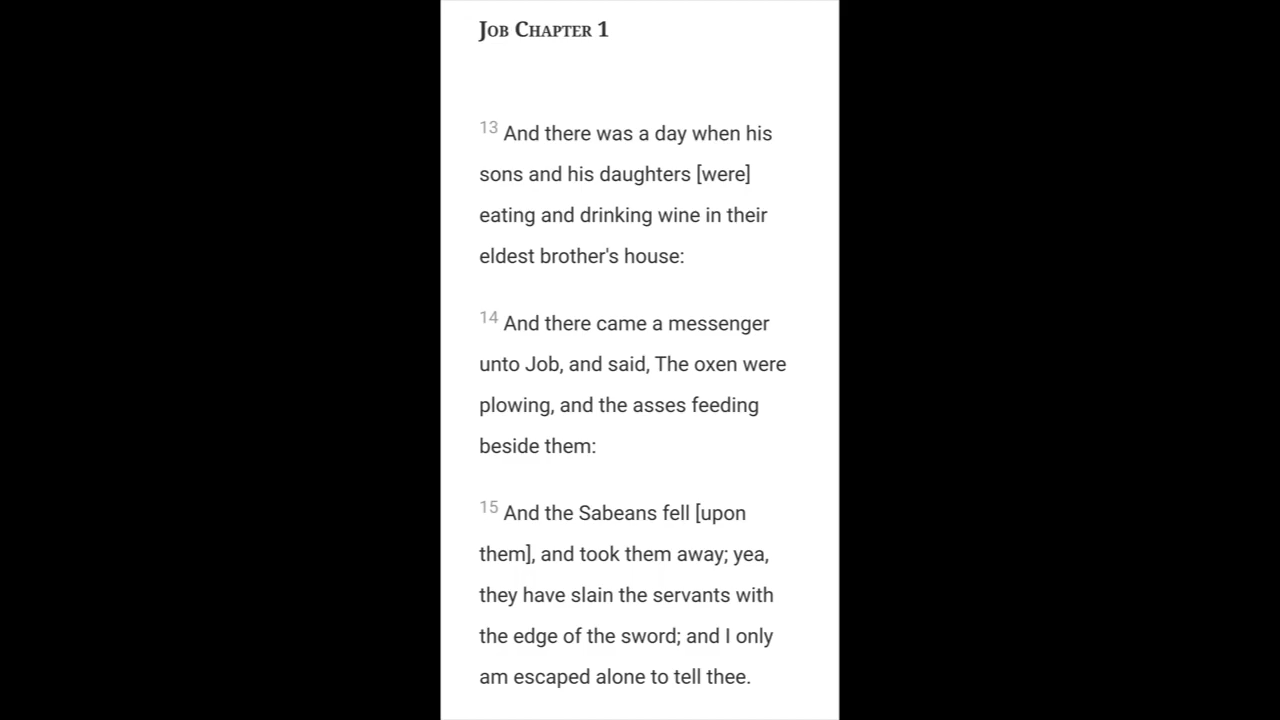 Job Chapter 1
13 And there was a day when his
sons and his daughters [were]
eating and drinking wine in their
eldest brother's house:
14 And there came a messenger
unto Job, and said, The oxen were
plowing, and the asses feeding
beside them:
15 And the Sabeans fell [upon
them], and took them away; yea,
they have slain the servants with
the edge of the sword; and I only
am escaped alone to tell thee.